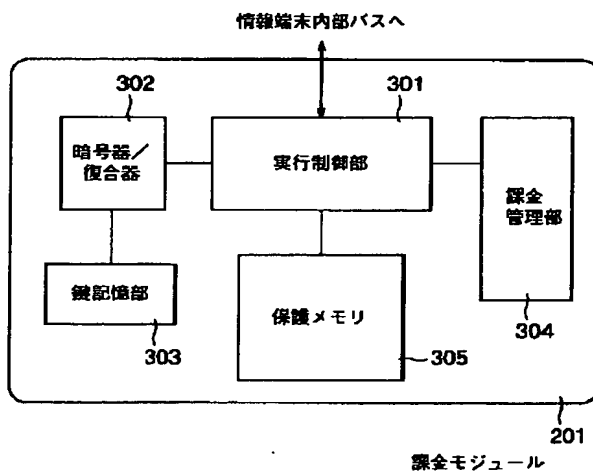 情報端末内部バスへ
302
301
暗号器／
復合器
実行制御部
課金
管理部
鍵記憶部
303
保護メモリ
305
304
201
課金モジュール